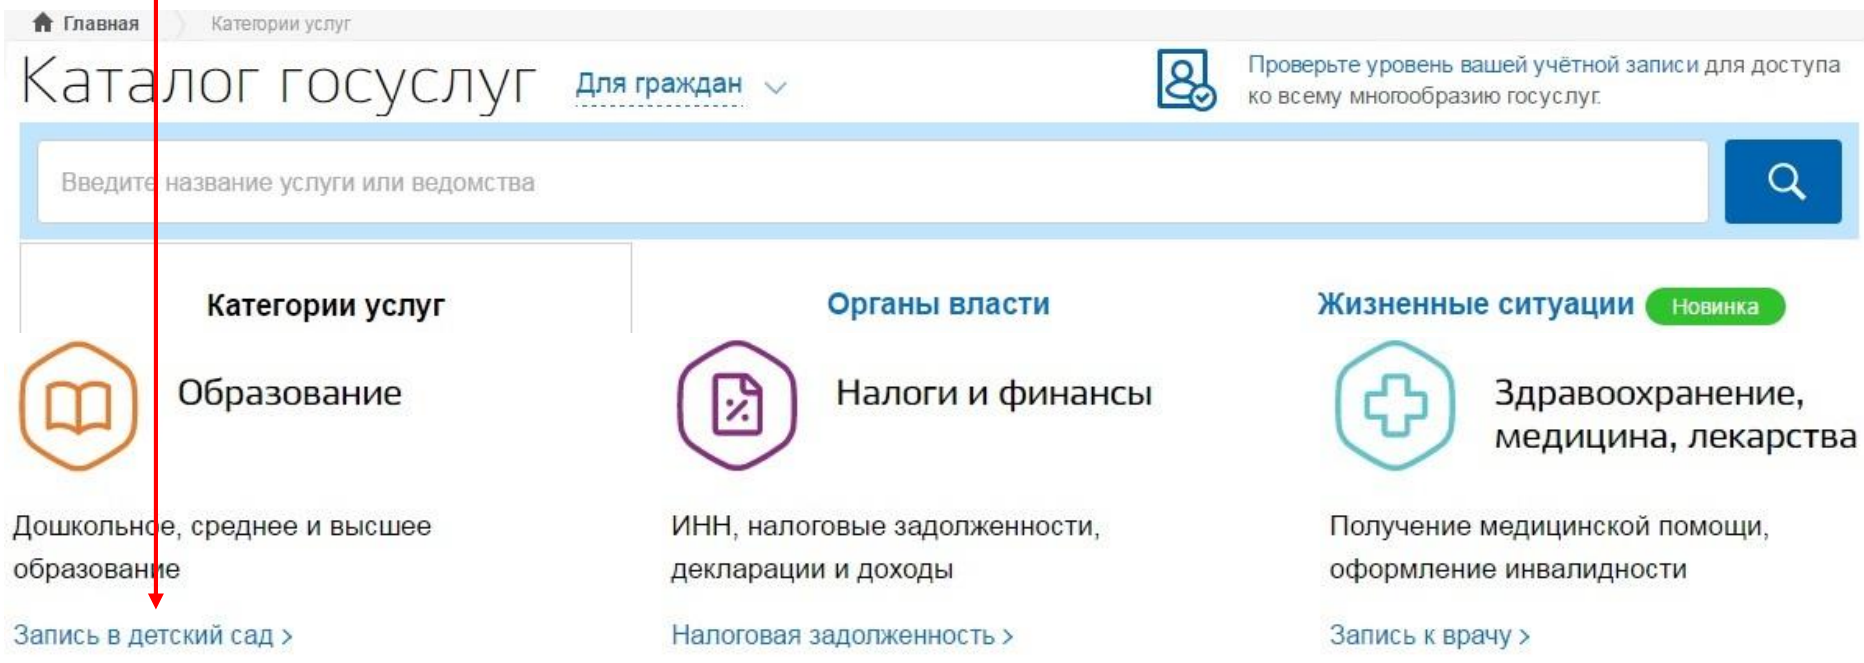 Главная
Категории услуг
Каталог госуслуг
Для граждан
Проверьте уровень вашей учётной записи для доступа
ко всему многообразию госуслуг.
Введите название услуги или ведомства
Категории услуг
Органы власти
Жизненные ситуации
Новинка
Образование
Дошкольное, среднее и высшее
образование
Запись в детский сад >
Налоги и финансы
ИНН, налоговые задолженности,
декларации и доходы
Налоговая задолженность >
Здравоохранение,
медицина, лекарства
Получение медицинской помощи,
оформление инвалидности
Запись к врачу >